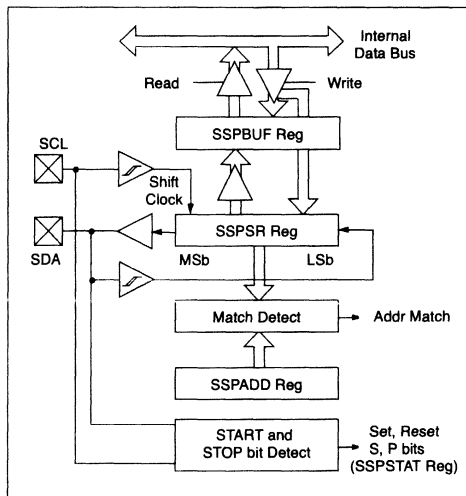 Internal
Data Bus
Read
Write
SSPBUF Reg
SCL
Shift
Clock
SSPSR Reg
SDA
MSb
LSb
Match Detect
Addr Match
SSPADD Reg
START and
STOP bit Detect
Set, Reset
S, P bits
(SSPSTAT Reg)